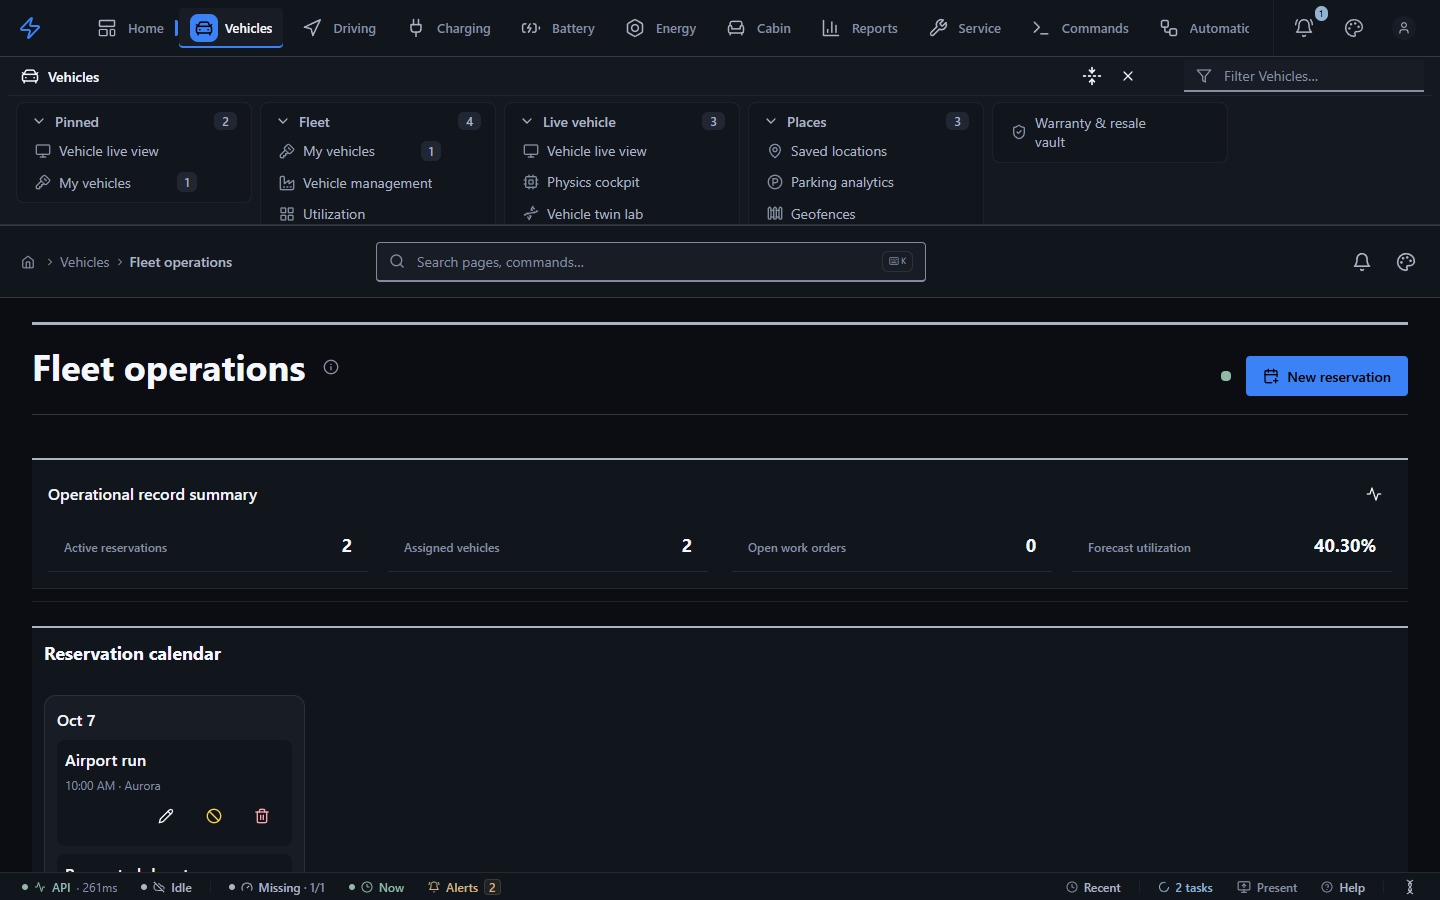 Home
Vehicles
Driving
Charging
Battery
Energy
Cabin
Reports
Service
Commands
Automatic
1
Vehicles
Filter Vehicles...
Pinned 2
Vehicle live view
My vehicles 1
Fleet 4
My vehicles 1
Vehicle management
Utilization
Live vehicle 3
Vehicle live view
Physics cockpit
Vehicle twin lab
Places 3
Saved locations
Parking analytics
Geofences
Warranty & resale
vault
Vehicles
Fleet operations
Search pages, commands...
K
Fleet operations
New reservation
Operational record summary
Active reservations 2
Assigned vehicles 2
Open work orders 0
Forecast utilization 40.30%
Reservation calendar
Oct 7
Airport run
10:00 AM · Aurora
API · 261ms
Idle
Missing · 1/1
Now
Alerts 2
Recent
2 tasks
Present
Help